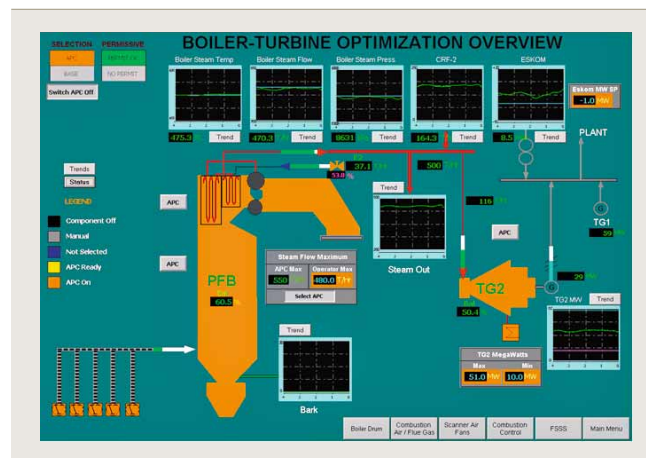 BOILER-TURBINE OPTIMIZATION OVERVIEW
SELECTION
PERMISSIVE
APC
BASE
NO PERMIT
Switch APC Off
Boiler Steam Temp
Boiler Steam Flow
Boiler Steam Press
CRF-2
ESKOM
475.3
Trend
470.3
Trend
8631
Trend
164.3
Trend
8.5
Trend
Eskom MW SP
-1.0 MW
PLANT
37.1
53.0 %
500
Trends
Status
LEGEND
Component Off
Manual
Not Selected
APC Ready
APC On
APC
APC
Trend
Steam Out
APC
TG1
39
Steam Flow Maximum
APC Max
Operator Max
550
480.0 T/Hr
Select APC
PFB
60.5
TG2
50.4
29
G
TG2 MW
Trend
TG2 MegaWatts
Max
Min
51.0 MW
10.0 MW
Trend
Bark
Boiler Drum
Combustion Air / Flue Gas
Scanner Air Fans
Combustion Control
FSSS
Main Menu